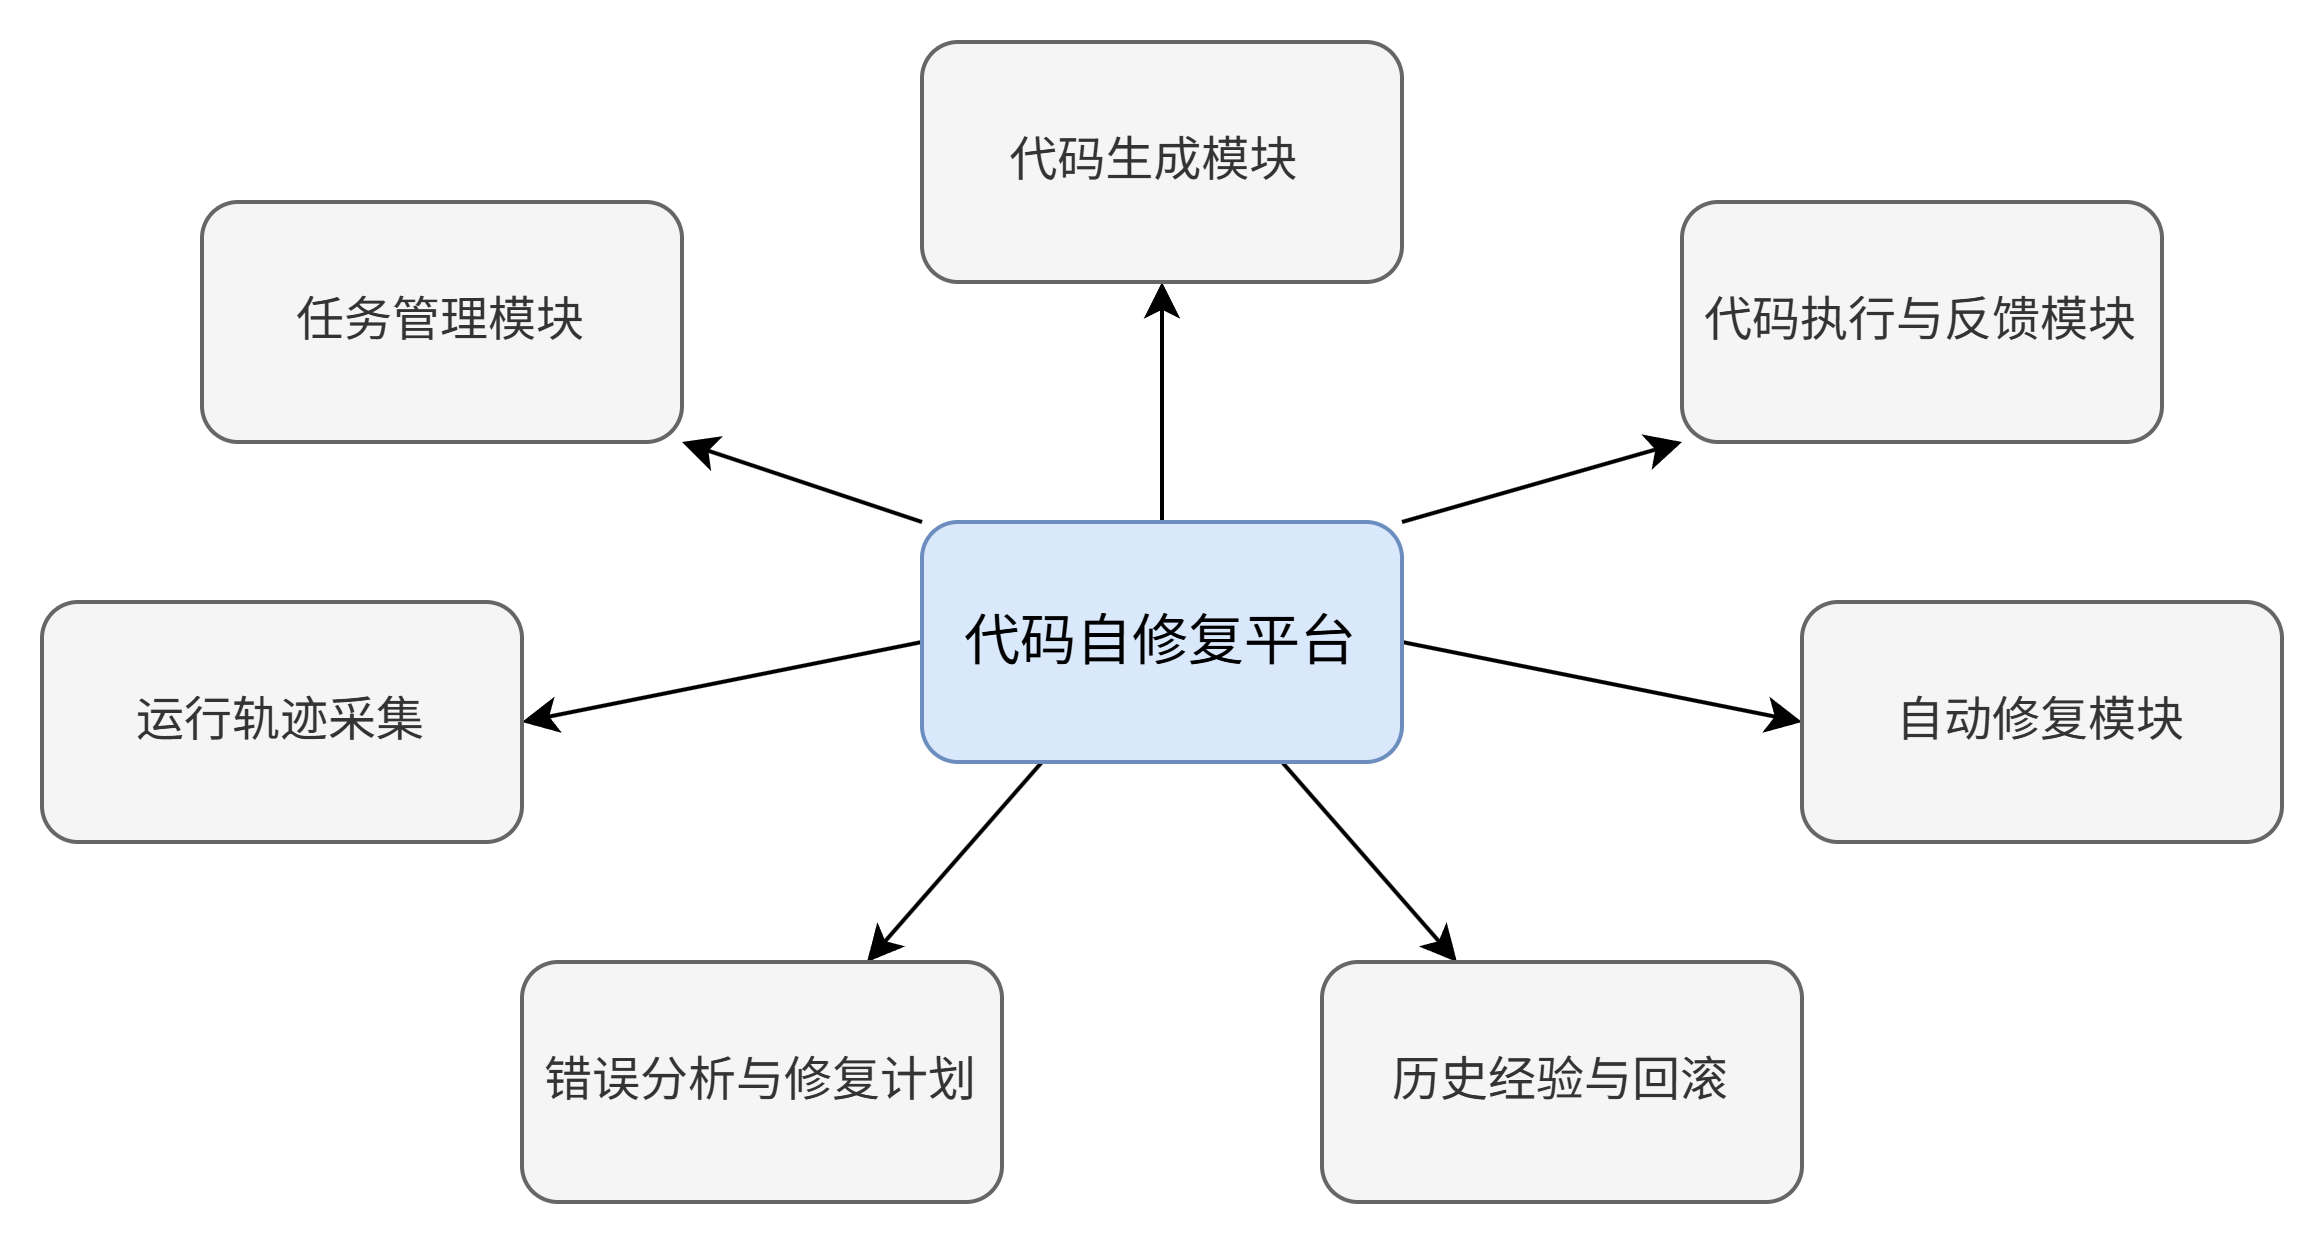 代码生成模块
任务管理模块
代码执行与反馈模块
代码自修复平台
运行轨迹采集
自动修复模块
错误分析与修复计划
历史经验与回滚